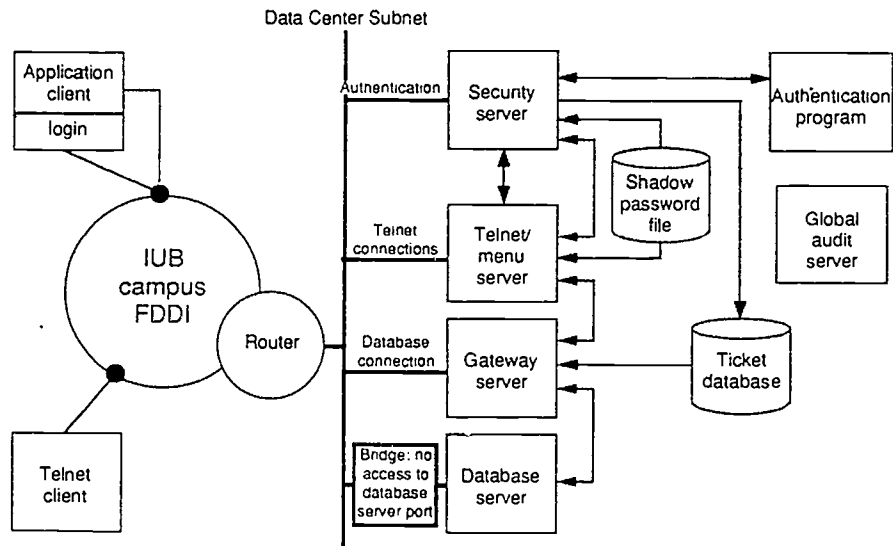 Data Center Subnet
Application
client
login
Authentication
Security
server
Authentication
program
Shadow
password
file
Global
audit
server
IUB
campus
FDDI
Telnet
connections
Telnet/
menu
server
Router
Database
connection
Gateway
server
Ticket
database
Telnet
client
Bridge: no
access to
database
server port
Database
server